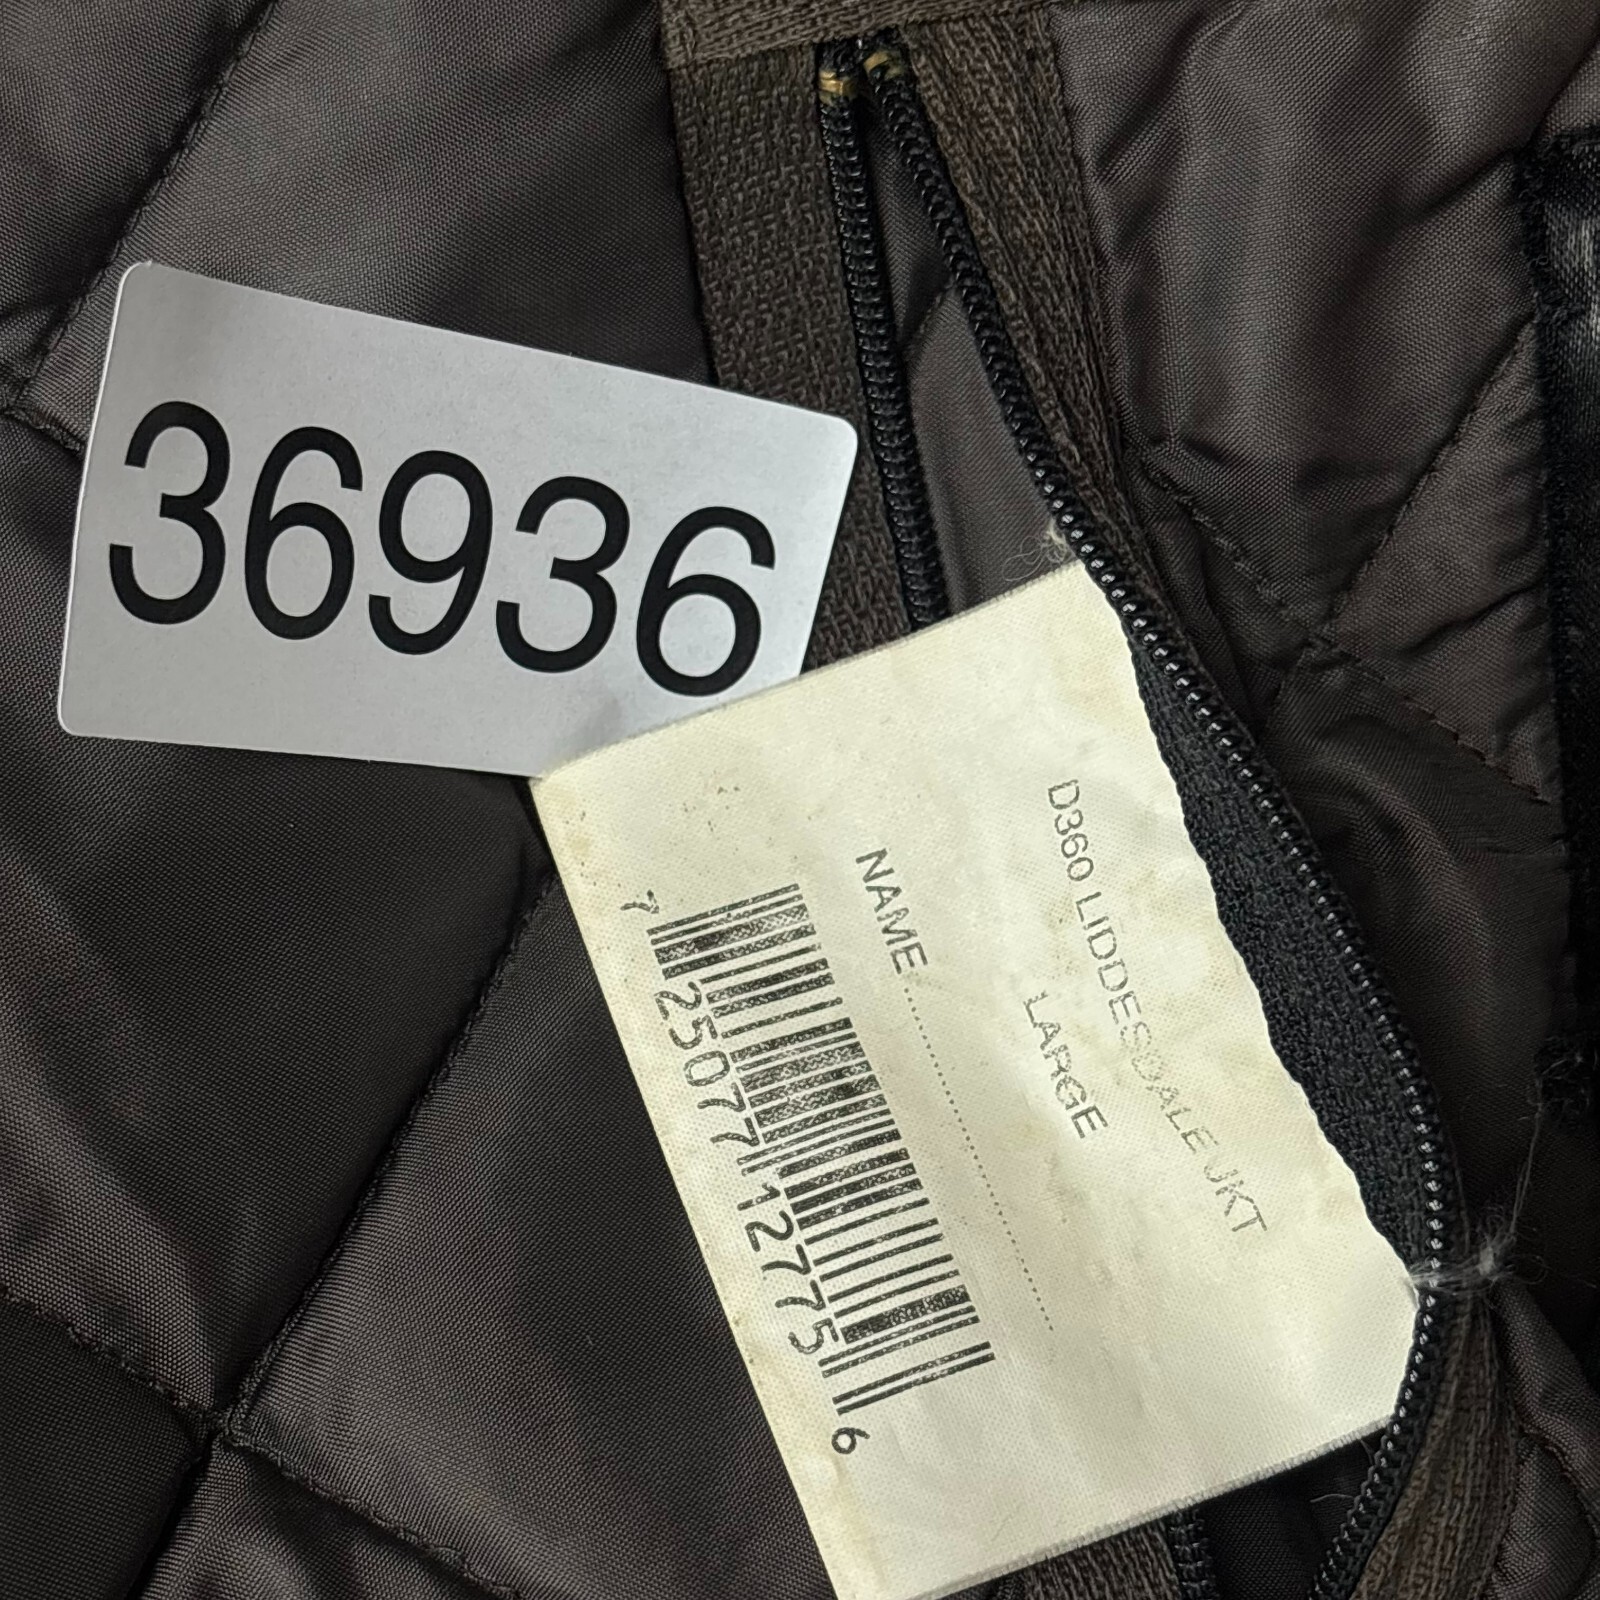 36936
D360 LIDDESDALE JKT
LARGE
NAME ..............................
7 25077 12775 6